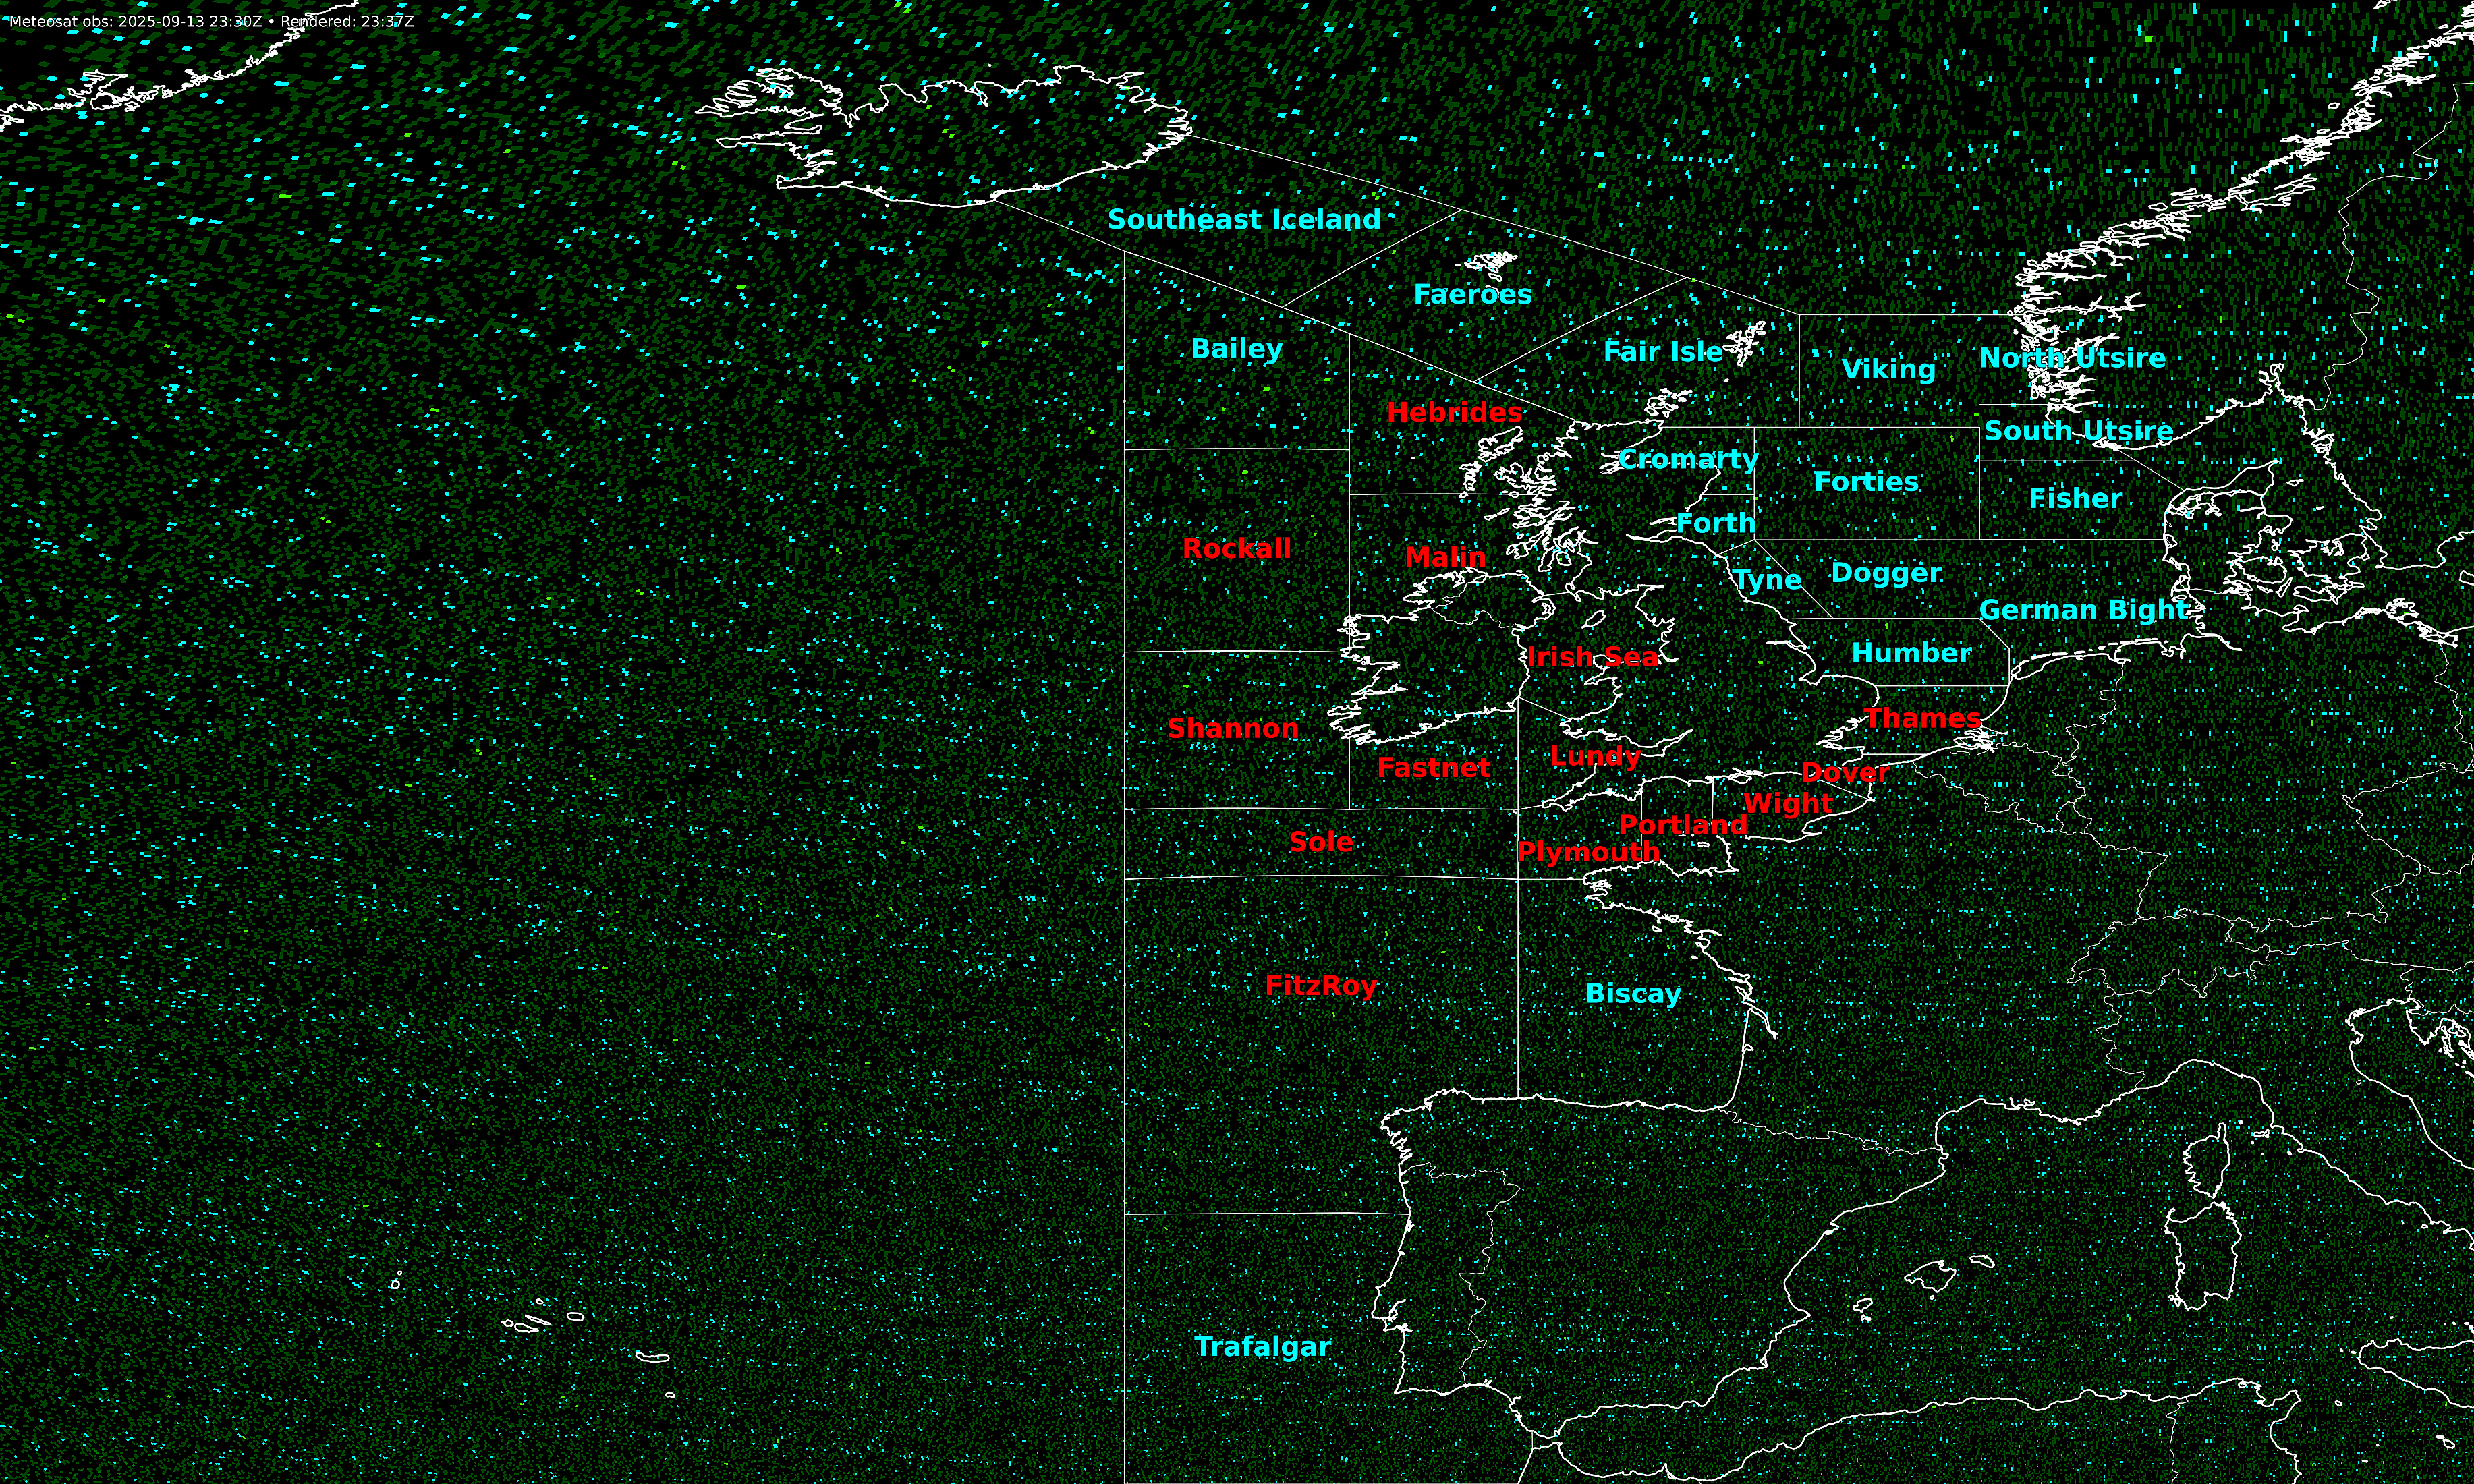 Meteosat obs: 2025-09-13 23:30Z • Rendered: 23:37Z
Southeast Iceland
Faeroes
Bailey
Fair Isle
Viking
North Utsire
Hebrides
South Utsire
Cromarty
Forties
Fisher
Forth
Rockall
Malin
Tyne
Dogger
German Bight
Irish Sea
Humber
Thames
Shannon
Fastnet
Lundy
Dover
Wight
Portland
Sole
Plymouth
FitzRoy
Biscay
Trafalgar